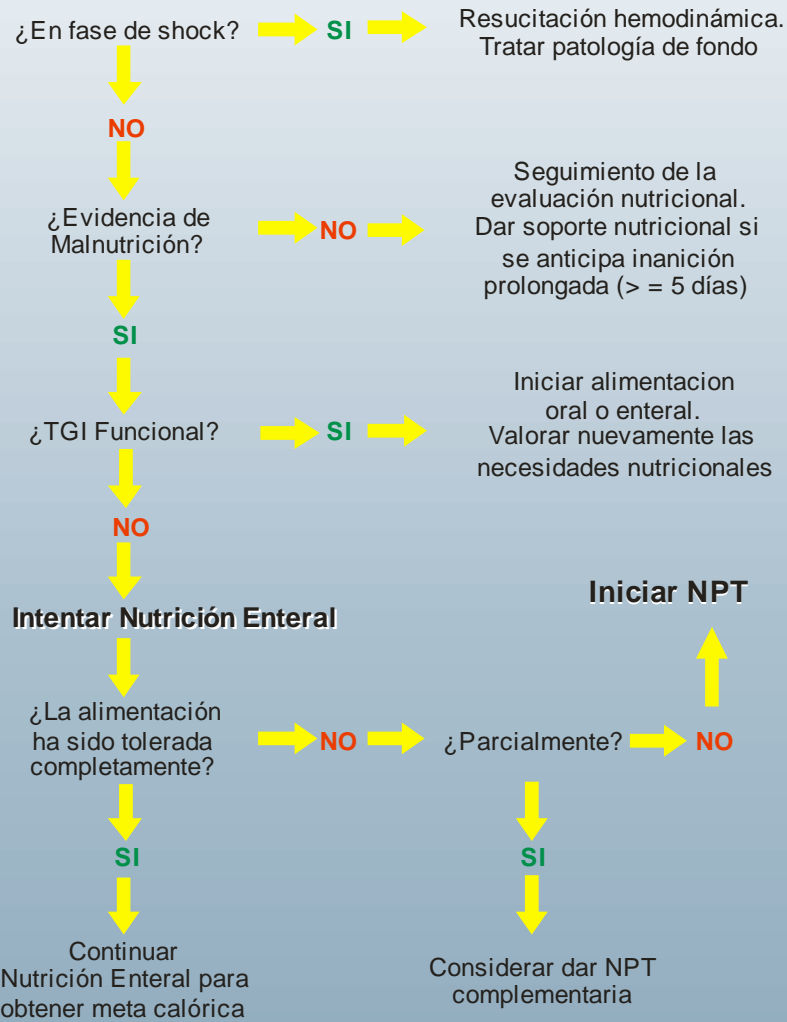 ¿En fase de shock?
SI
Resucitación hemodinámica.
Tratar patología de fondo
NO
¿Evidencia de
Malnutrición?
NO
Seguimiento de la
evaluación nutricional.
Dar soporte nutricional si
se anticipa inanición
prolongada (> = 5 días)
SI
¿TGI Funcional?
SI
Iniciar alimentacion
oral o enteral.
Valorar nuevamente las
necesidades nutricionales
NO
Intentar Nutrición Enteral
Iniciar NPT
¿La alimentación
ha sido tolerada
completamente?
NO
¿Parcialmente?
NO
SI
SI
Continuar
Nutrición Enteral para
obtener meta calórica
Considerar dar NPT
complementaria